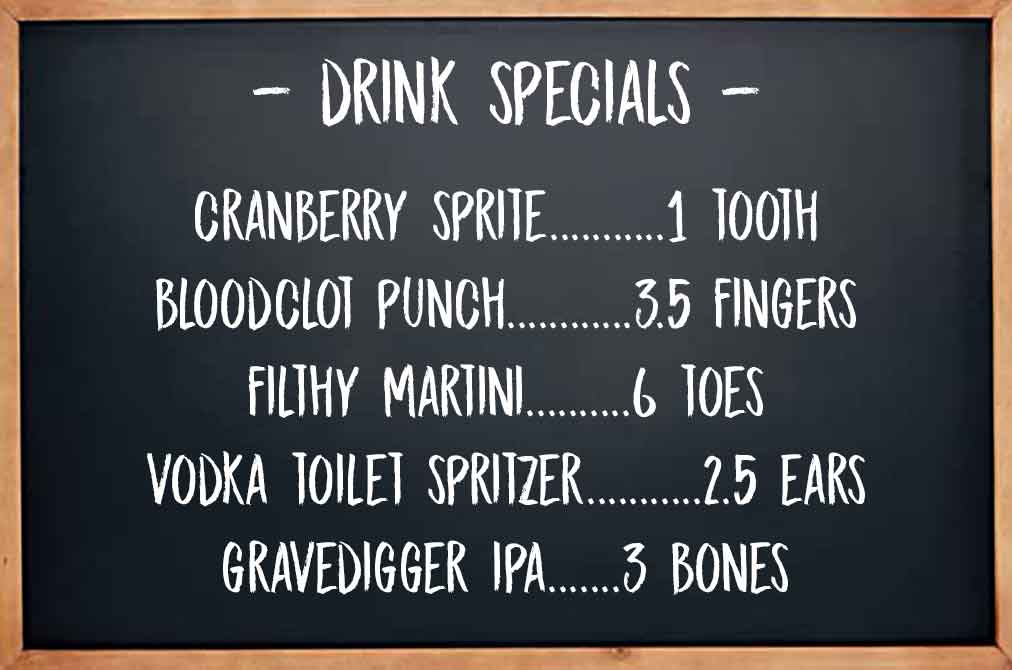 - DRINK SPECIALS -
CRANBERRY SPRITE...........1 TOOTH
BLOODCLOT PUNCH............3.5 FINGERS
FILTHY MARTINI..........6 TOES
VODKA TOILET SPRITZER...........2.5 EARS
GRAVEDIGGER IPA.......3 BONES